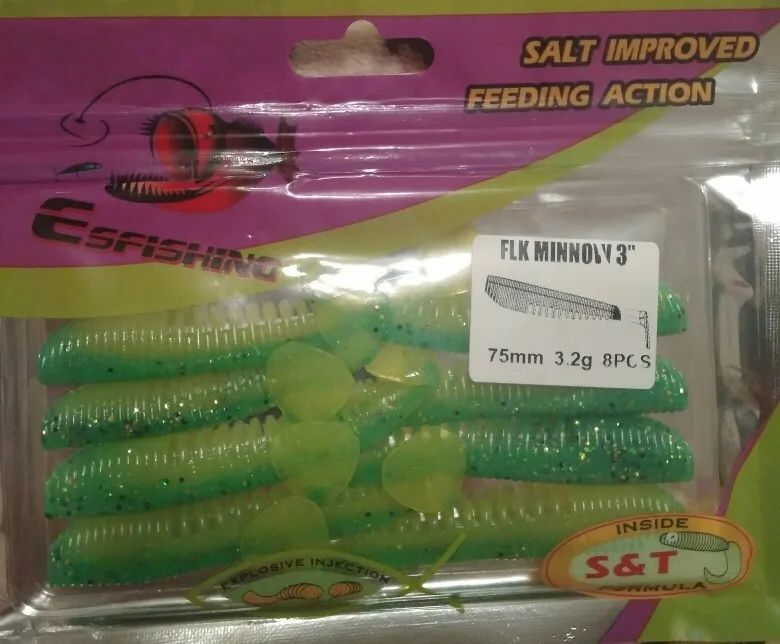 SALT IMPROVED
FEEDING ACTION
ESFISHING
FLK MINNOW 3"
75mm 3.2g 8PCS
EXPLOSIVE INJECTION
INSIDE
S&T
FORMULA